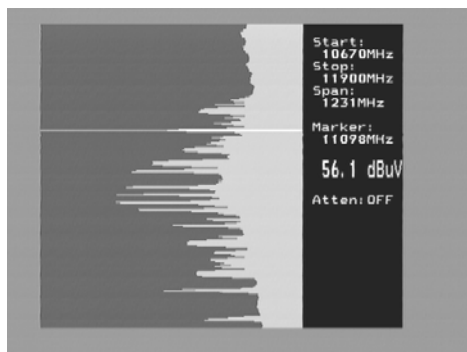 Start:
10670MHz
Stop:
11900MHz
Span:
1231MHz
Marker:
11098MHz
56.1 dBuV
Atten:OFF